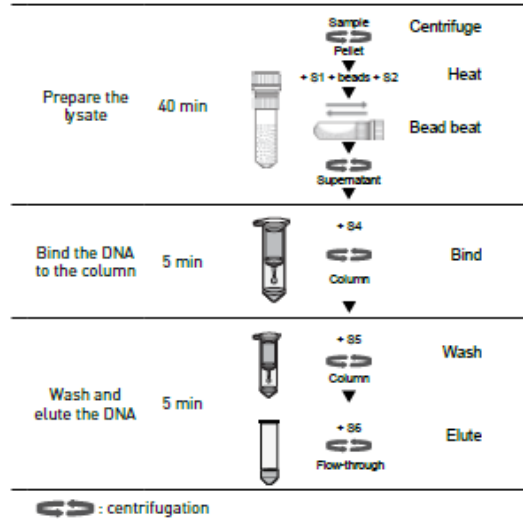 Sample
Centrifuge
Pellet
+ S1 + beads + S2
Heat
Prepare the
lysate
40 min
Bead beat
Supernatant
+ S4
Bind the DNA
to the column
5 min
Bind
Column
+ S5
Wash
Column
Wash and
elute the DNA
5 min
+ S6
Elute
Flow-through
: centrifugation